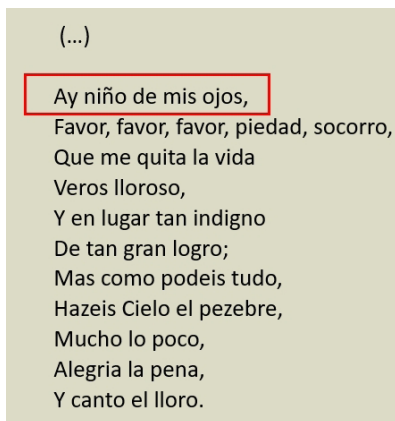 (...)
Ay niño de mis ojos,
Favor, favor, favor, piedad, socorro,
Que me quita la vida
Veros lloroso,
Y en lugar tan indigno
De tan gran logro;
Mas como podeis tudo,
Hazeis Cielo el pezebre,
Mucho lo poco,
Alegria la pena,
Y canto el lloro.